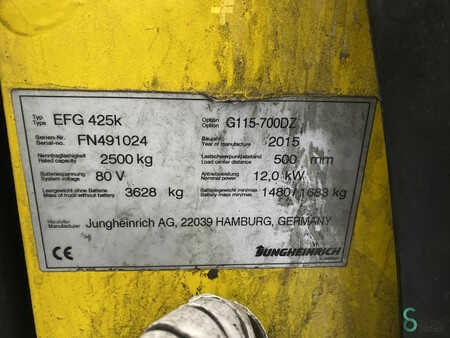 Typ
Type EFG 425k Option
Option G115-700DZ
Serien-Nr.
Serial-no. FN491024 Baujahr
Year of manufacture 2015
Nenntragfähigkeit
Rated capacity 2500 kg Lastschwerpunktabstand
Load center distance 500 mm
Batteriespannung
System voltage 80 V Antriebsleistung
Nominal power 12,0 kW
Leergewicht ohne Batterie
Mass of truck without battery 3628 kg Batteriegewicht min/max
Battery mass min/max 1480/1683 kg
Hersteller
Manufacturer Jungheinrich AG, 22039 HAMBURG, GERMANY
CE JUNGHEINRICH